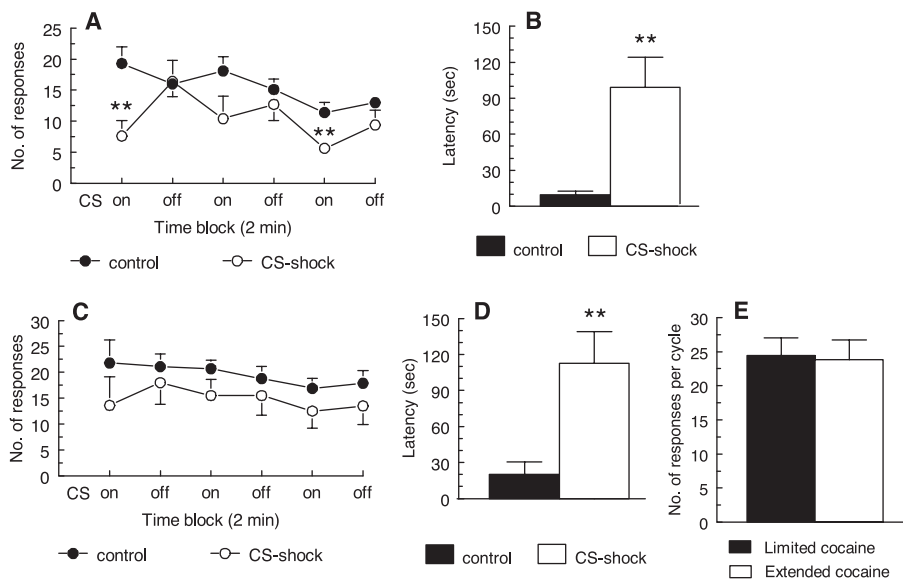 A
No. of responses
25
20
15
10
5
0
**
**
CS on off on off on off
Time block (2 min)
control CS-shock
B
Latency (sec)
150
120
90
60
30
0
**
control CS-shock
C
No. of responses
30
25
20
15
10
5
0
CS on off on off on off
Time block (2 min)
control CS-shock
D
Latency (sec)
150
120
90
60
30
0
**
control CS-shock
E
No. of responses per cycle
30
25
20
15
10
5
0
Limited cocaine
Extended cocaine